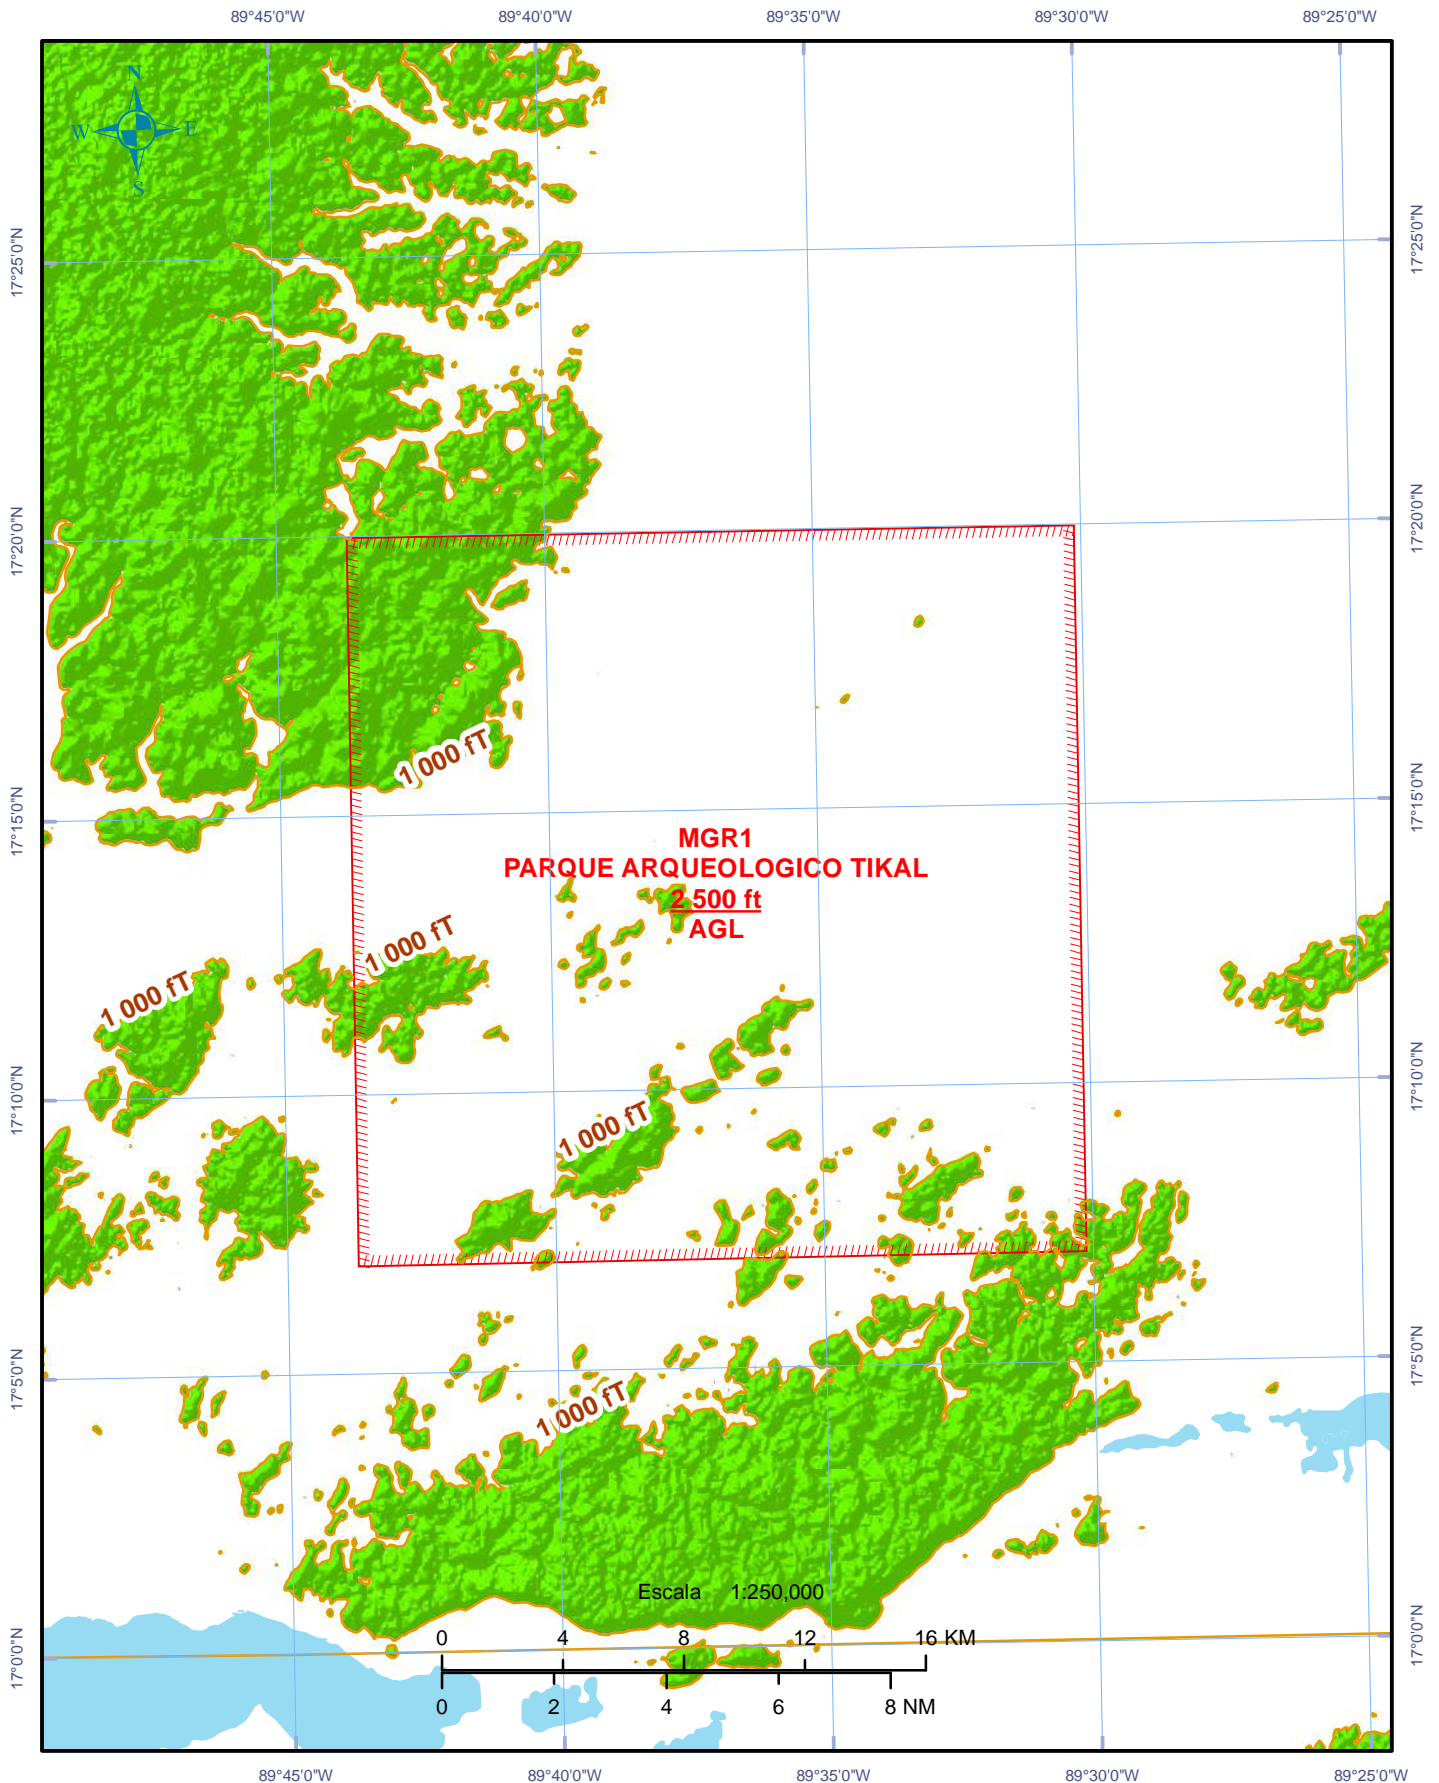 89°45'0"W 89°40'0"W 89°35'0"W 89°30'0"W 89°25'0"W
N
W E
S
17°25'0"N 17°25'0"N
17°20'0"N 17°20'0"N
1 000 fT
17°15'0"N 17°15'0"N
MGR1
PARQUE ARQUEOLOGICO TIKAL
2 500 ft
AGL
1 000 fT
1 000 fT
17°10'0"N 17°10'0"N
1 000 fT
17°5'0"N 17°5'0"N
1 000 fT
Escala 1:250,000
17°0'0"N 17°0'0"N
0 4 8 12 16 KM
0 2 4 6 8 NM
89°45'0"W 89°40'0"W 89°35'0"W 89°30'0"W 89°25'0"W